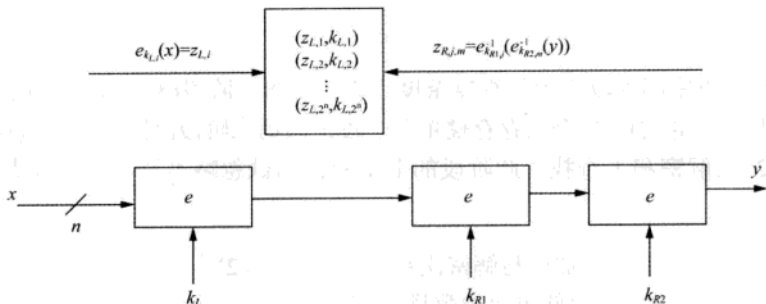 e_{k_{L,i}}(x)=z_{L,i}
(z_{L,1},k_{L,1})
(z_{L,2},k_{L,2})
⋮
(z_{L,2^n},k_{L,2^n})
z_{R,j,m}=e^{-1}_{k_{R1,j}}(e^{-1}_{k_{R2,m}}(y))
x
n
e
e
e
y
k_L
k_{R1}
k_{R2}